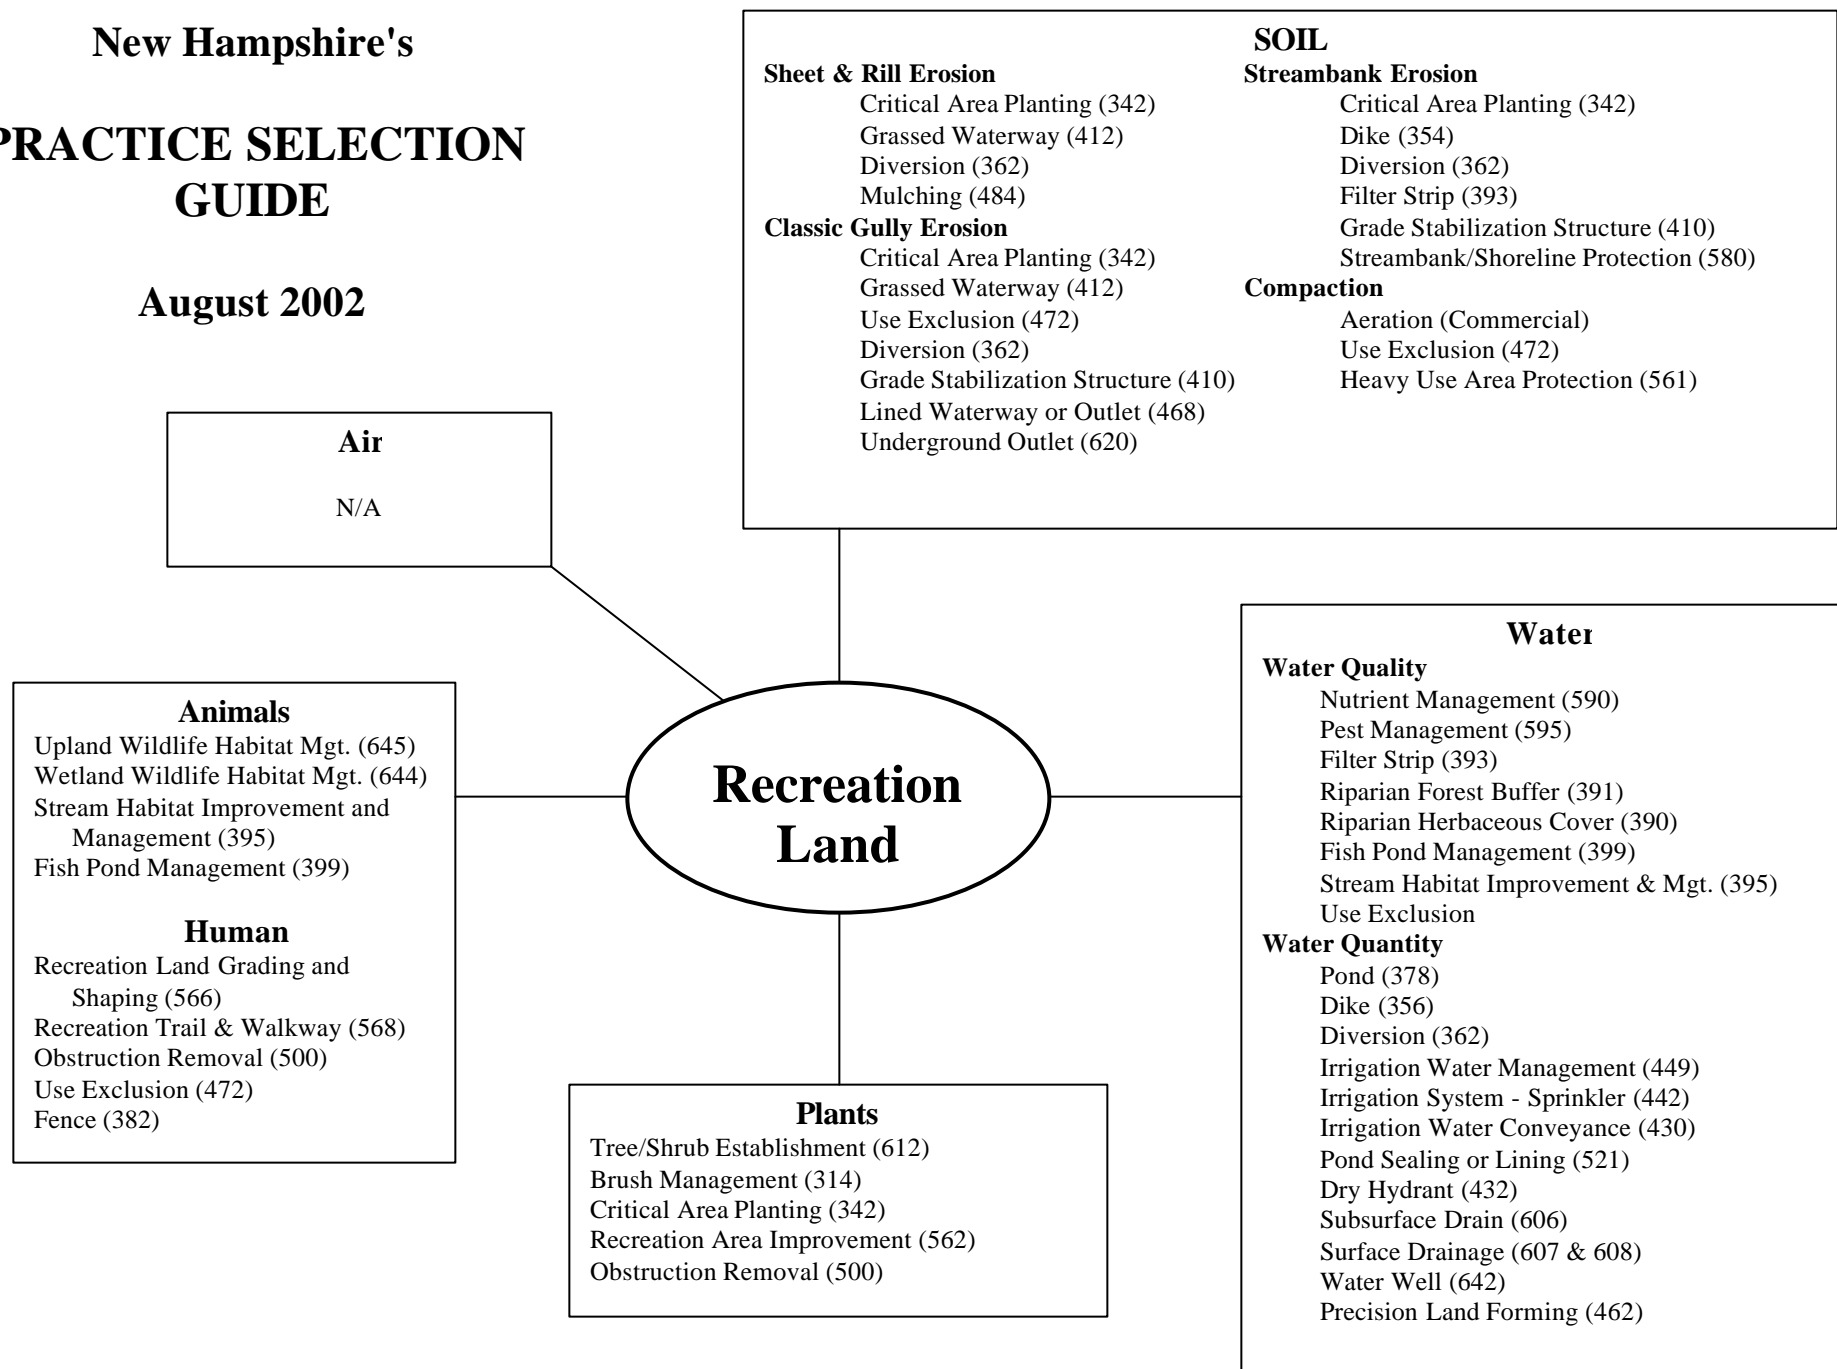 New Hampshire's
PRACTICE SELECTION
GUIDE
August 2002
SOIL
Sheet & Rill Erosion
Critical Area Planting (342)
Grassed Waterway (412)
Diversion (362)
Mulching (484)
Classic Gully Erosion
Critical Area Planting (342)
Grassed Waterway (412)
Use Exclusion (472)
Diversion (362)
Grade Stabilization Structure (410)
Lined Waterway or Outlet (468)
Underground Outlet (620)
Streambank Erosion
Critical Area Planting (342)
Dike (354)
Diversion (362)
Filter Strip (393)
Grade Stabilization Structure (410)
Streambank/Shoreline Protection (580)
Compaction
Aeration (Commercial)
Use Exclusion (472)
Heavy Use Area Protection (561)
Air
N/A
Animals
Upland Wildlife Habitat Mgt. (645)
Wetland Wildlife Habitat Mgt. (644)
Stream Habitat Improvement and
Management (395)
Fish Pond Management (399)
Human
Recreation Land Grading and
Shaping (566)
Recreation Trail & Walkway (568)
Obstruction Removal (500)
Use Exclusion (472)
Fence (382)
Recreation
Land
Plants
Tree/Shrub Establishment (612)
Brush Management (314)
Critical Area Planting (342)
Recreation Area Improvement (562)
Obstruction Removal (500)
Water
Water Quality
Nutrient Management (590)
Pest Management (595)
Filter Strip (393)
Riparian Forest Buffer (391)
Riparian Herbaceous Cover (390)
Fish Pond Management (399)
Stream Habitat Improvement & Mgt. (395)
Use Exclusion
Water Quantity
Pond (378)
Dike (356)
Diversion (362)
Irrigation Water Management (449)
Irrigation System - Sprinkler (442)
Irrigation Water Conveyance (430)
Pond Sealing or Lining (521)
Dry Hydrant (432)
Subsurface Drain (606)
Surface Drainage (607 & 608)
Water Well (642)
Precision Land Forming (462)